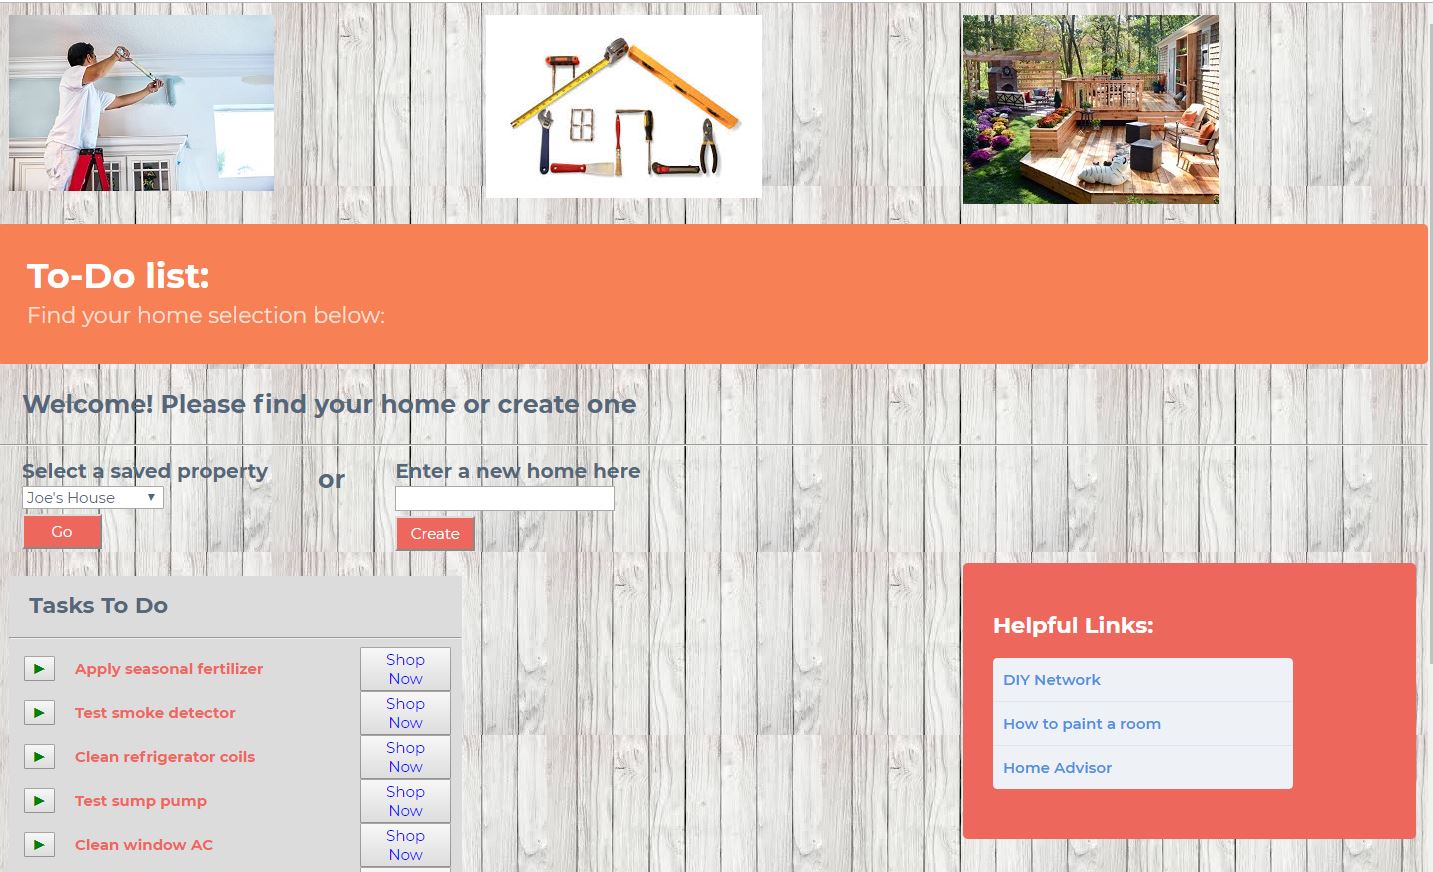 To-Do list:
Find your home selection below:
Welcome! Please find your home or create one
Select a saved property
or
Enter a new home here
Joe's House
Go
Create
Tasks To Do
Apply seasonal fertilizer
Shop
Now
Test smoke detector
Shop
Now
Clean refrigerator coils
Shop
Now
Test sump pump
Shop
Now
Clean window AC
Shop
Now
Helpful Links:
DIY Network
How to paint a room
Home Advisor